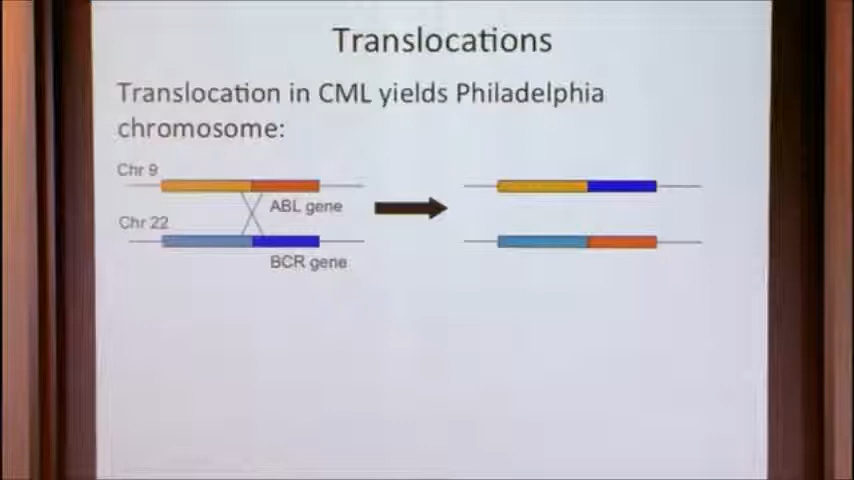 Translocations
Translocation in CML yields Philadelphia
chromosome:
Chr 9
ABL gene
Chr 22
BCR gene